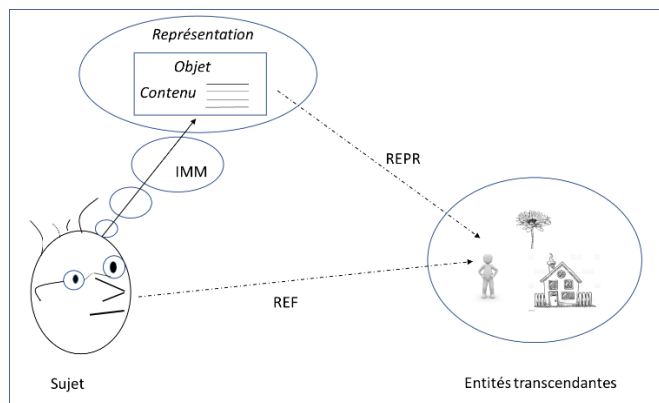 Représentation
Objet
Contenu
IMM
REPR
REF
Sujet
Entités transcendantes